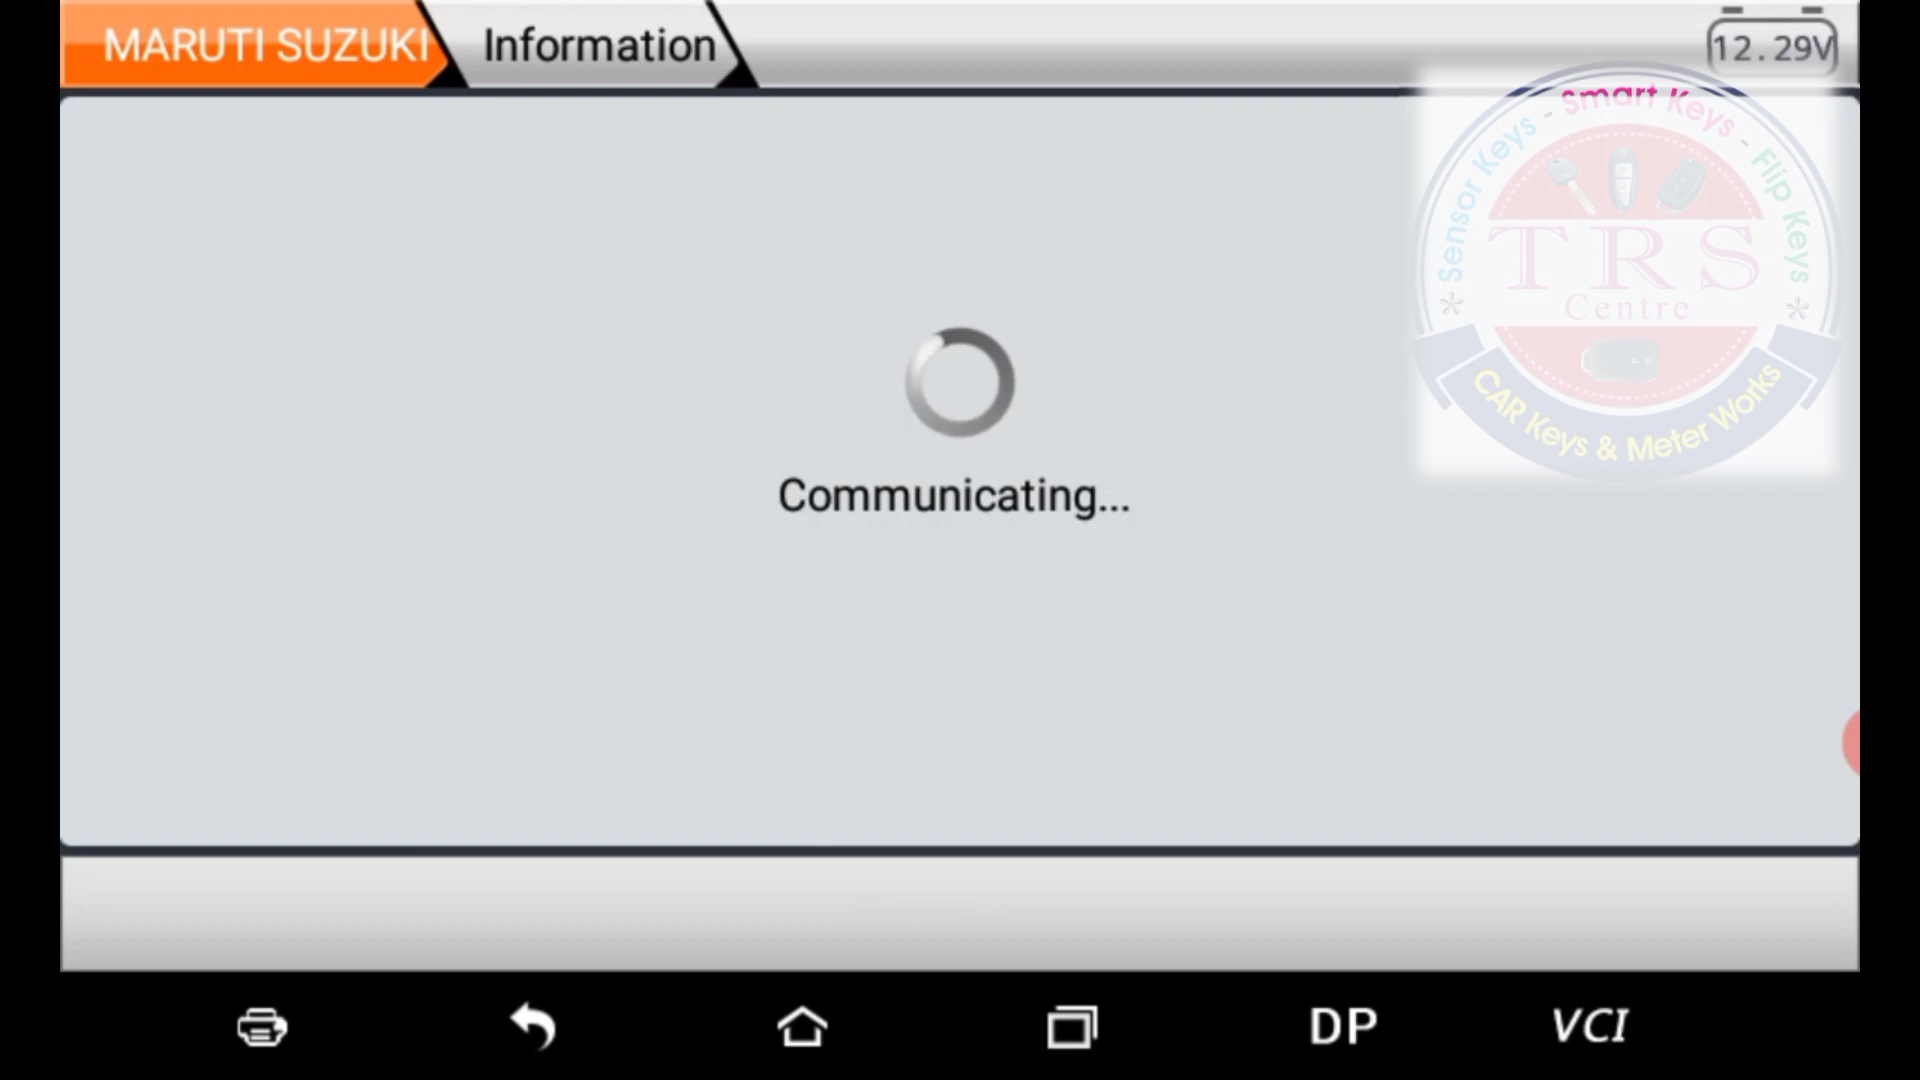 MARUTI SUZUKI
Information
12.29V
Sensor Keys - Smart Keys - Flip Keys
TRS
Centre
CAR Keys & Meter Works
Communicating...
DP
VCI